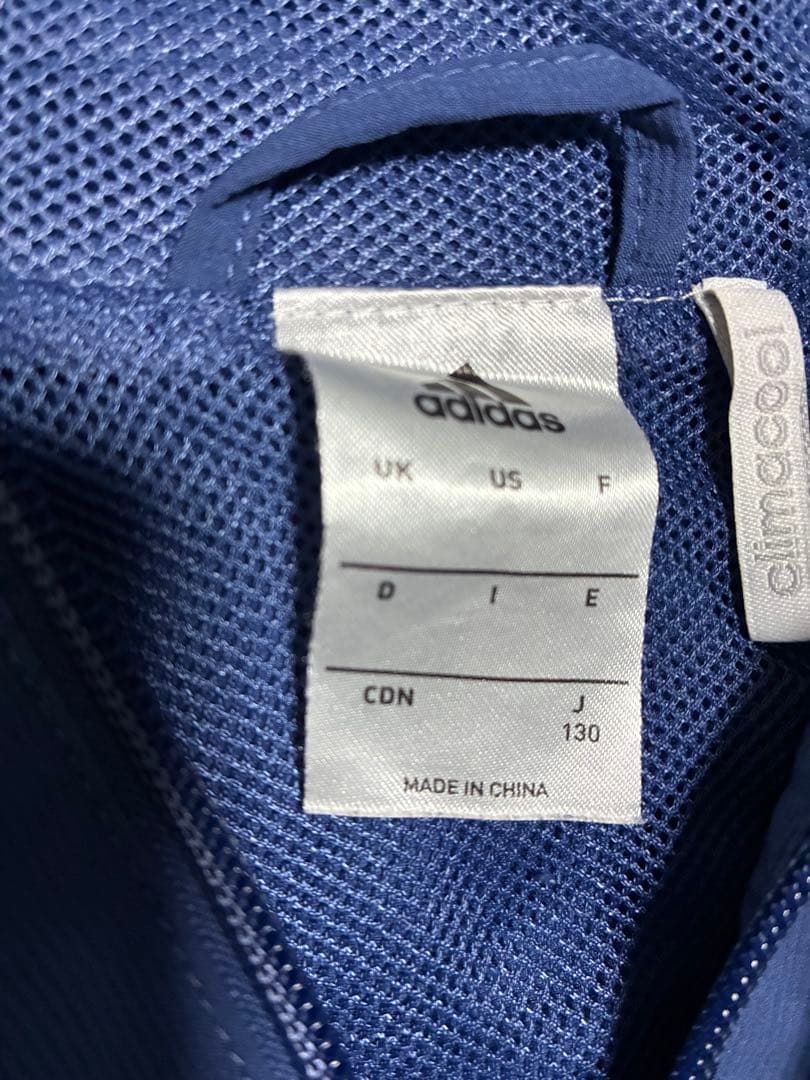 adidas
UK US F
D I E
CDN J
130
MADE IN CHINA
climacool